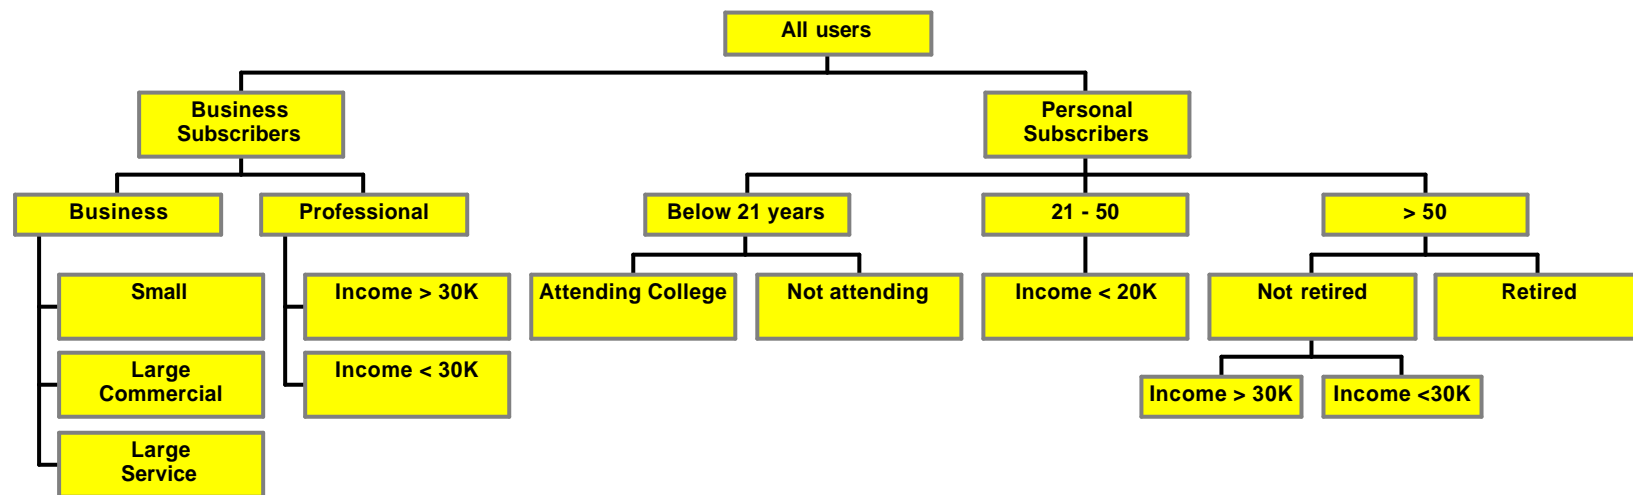 All users
Business
Subscribers
Personal
Subscribers
Business
Professional
Below 21 years
21 - 50
> 50
Small
Income > 30K
Attending College
Not attending
Income < 20K
Not retired
Retired
Large
Commercial
Income < 30K
Income > 30K
Income <30K
Large
Service